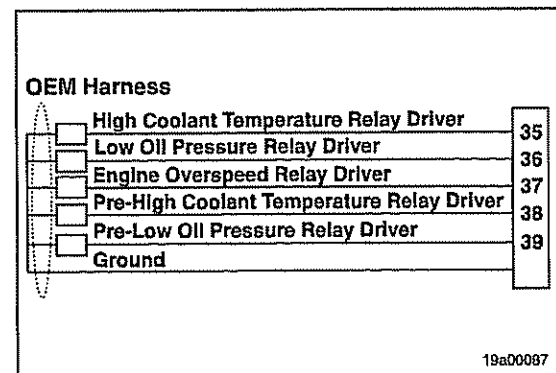 OEM Harness
High Coolant Temperature Relay Driver
35
Low Oil Pressure Relay Driver
36
Engine Overspeed Relay Driver
37
Pre-High Coolant Temperature Relay Driver
38
Pre-Low Oil Pressure Relay Driver
39
Ground
19a00087